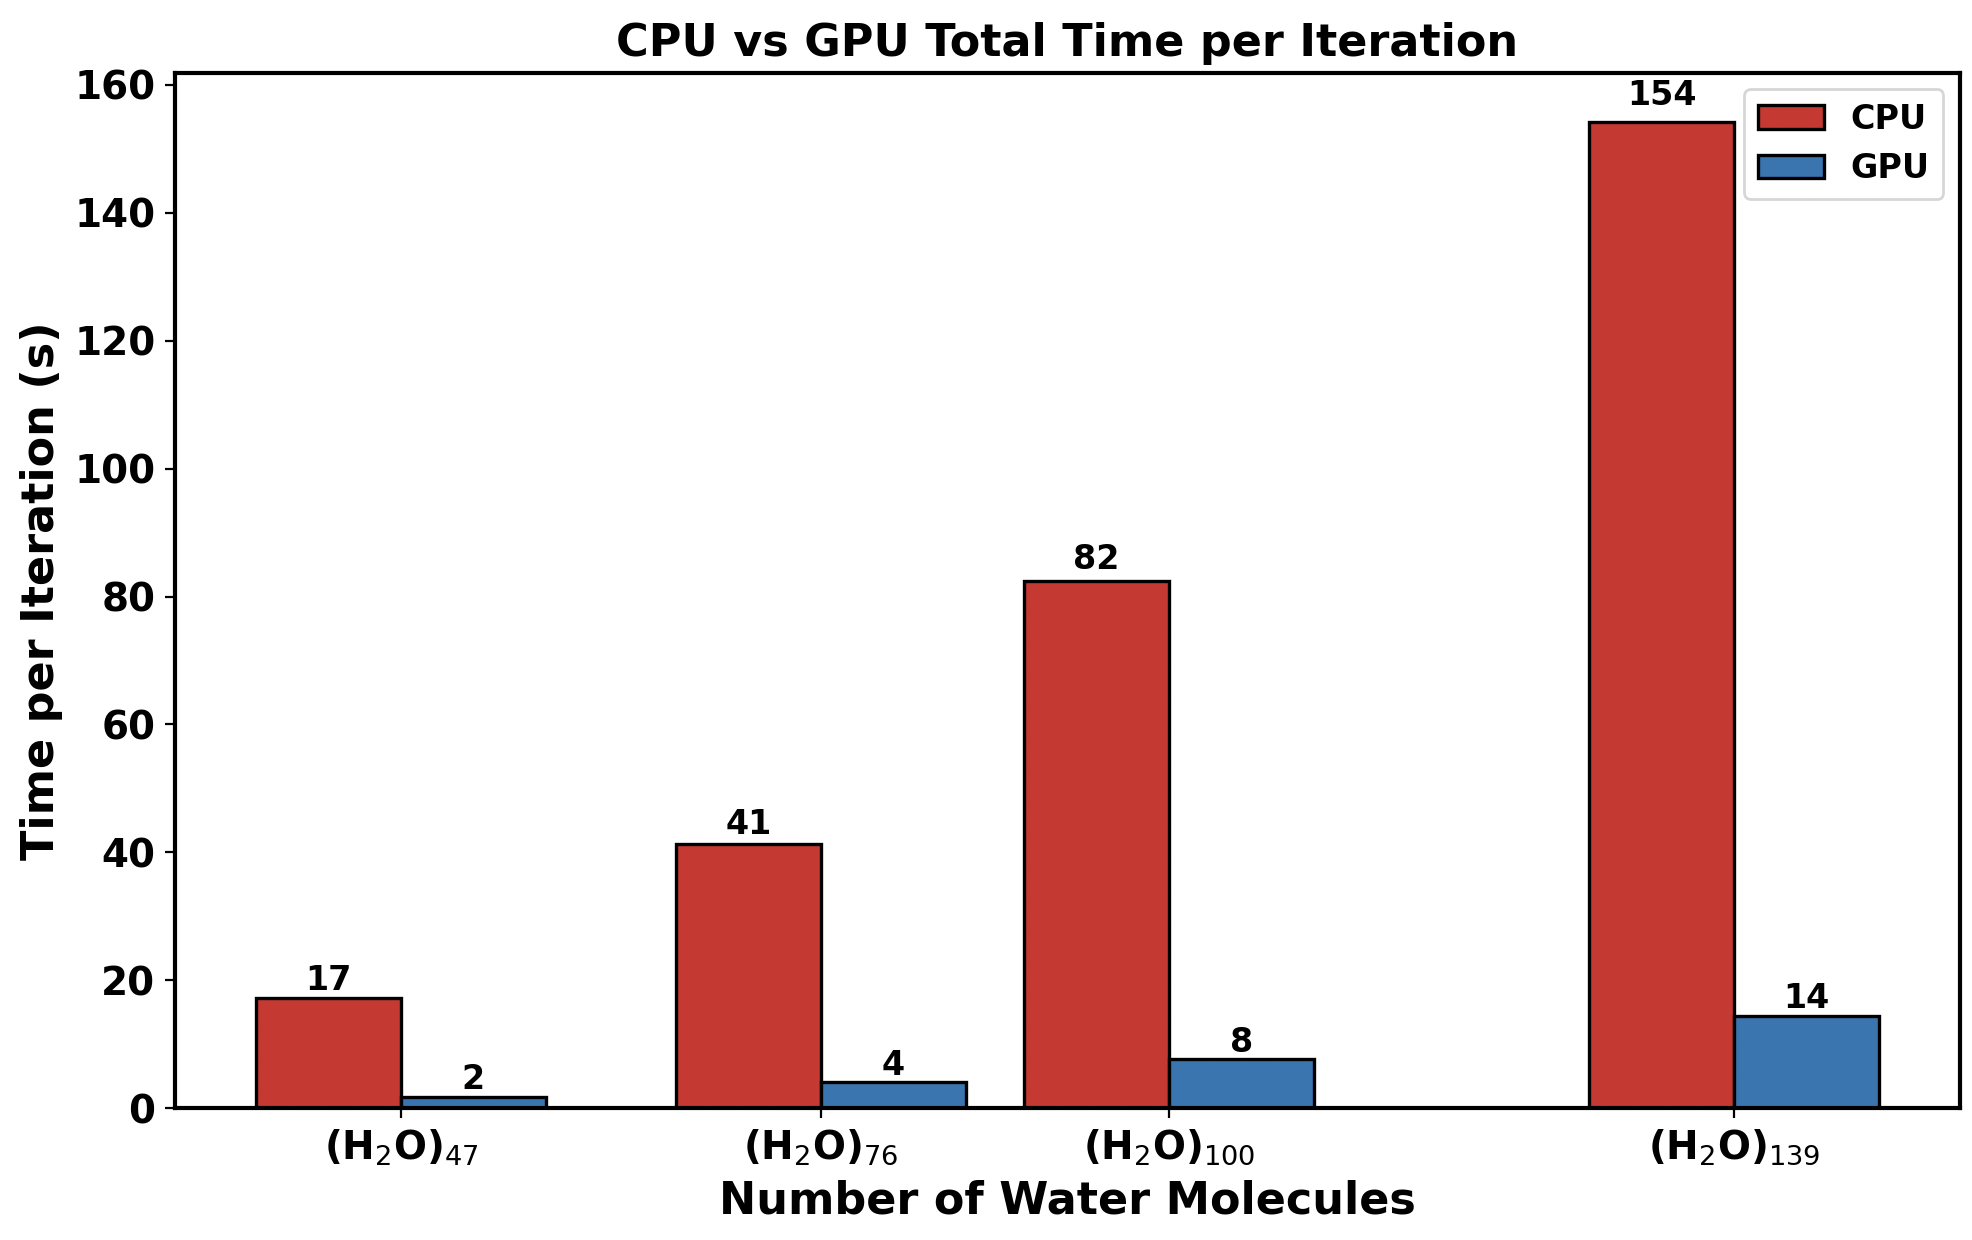 CPU vs GPU Total Time per Iteration
160
140
120
100
80
60
40
20
0
Time per Iteration (s)
154
82
41
17
2
4
8
14
CPU
GPU
(H₂O)₄₇ (H₂O)₇₆ (H₂O)₁₀₀ (H₂O)₁₃₉
Number of Water Molecules